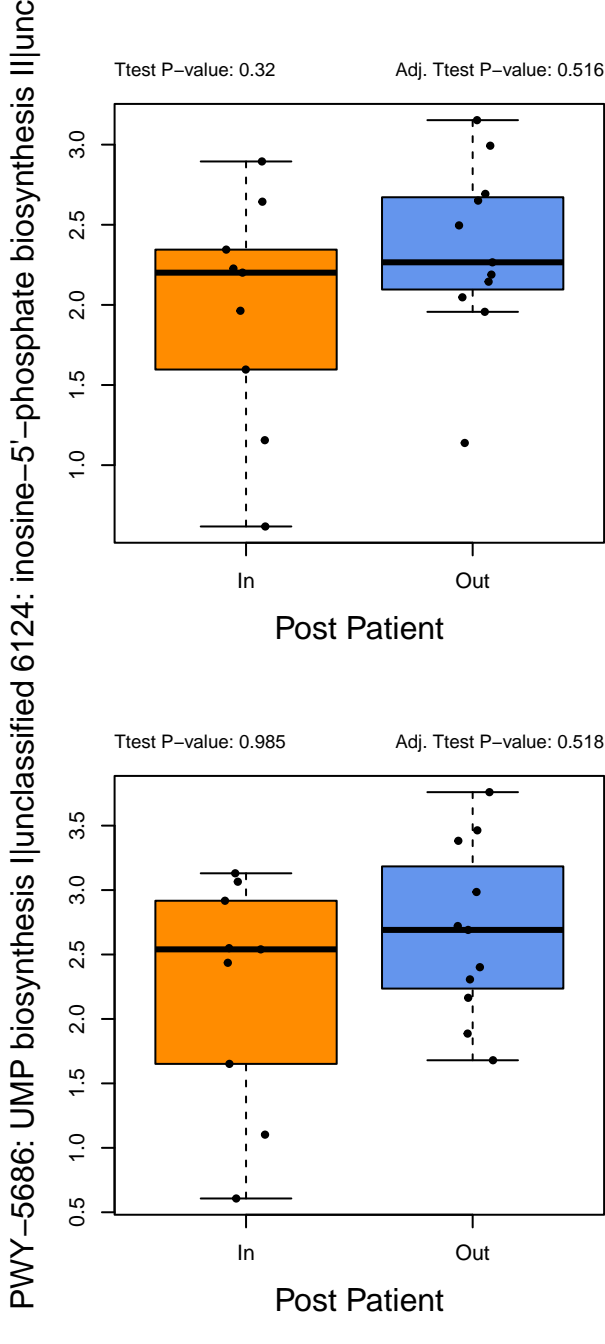 PWY−5686: UMP biosynthesis I|unclassified 6124: inosine−5'−phosphate biosynthesis II|unc
Ttest P−value: 0.32
Adj. Ttest P−value: 0.516
3.0
2.5
2.0
1.5
1.0
In
Out
Post Patient
Ttest P−value: 0.985
Adj. Ttest P−value: 0.518
3.5
3.0
2.5
2.0
1.5
1.0
0.5
In
Out
Post Patient